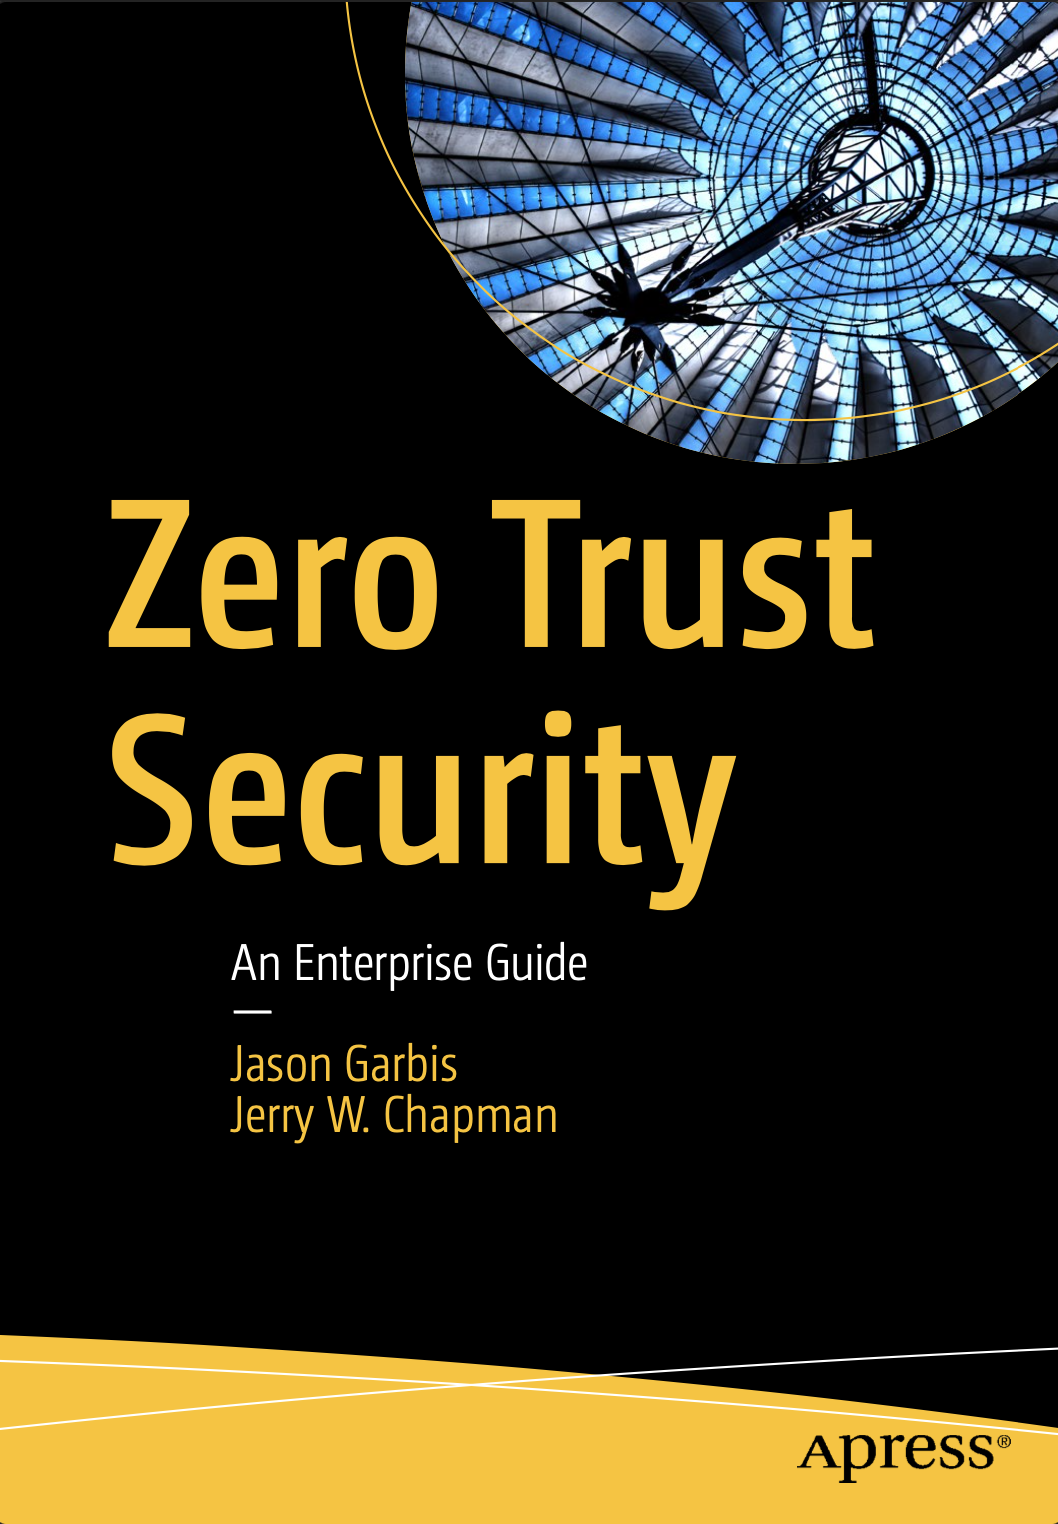 Zero Trust
Security
An Enterprise Guide
Jason Garbis
Jerry W. Chapman
Apress®